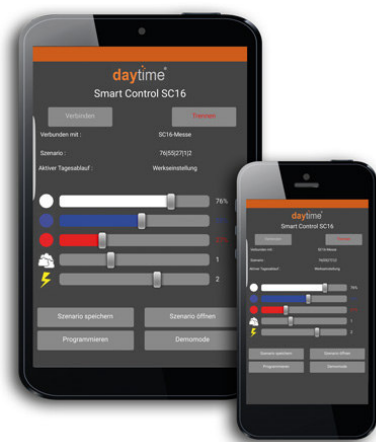 daytime
Smart Control SC16
Verbinden Trennen
Verbunden mit : SC16-Messe
Szenario : 76|55|27|1|2
Aktiver Tagesablauf : Werkseinstellung
76%
1
2
Szenario speichern Szenario öffnen
Programmieren Demomode
daytime
Smart Control SC16
Verbinden Trennen
Verbunden mit : SC16-Messe
Szenario : 76|55|27|1|2
Aktiver Tagesablauf : Werkseinstellung
76%
1
2
Szenario speichern Szenario öffnen
Programmieren Demomode